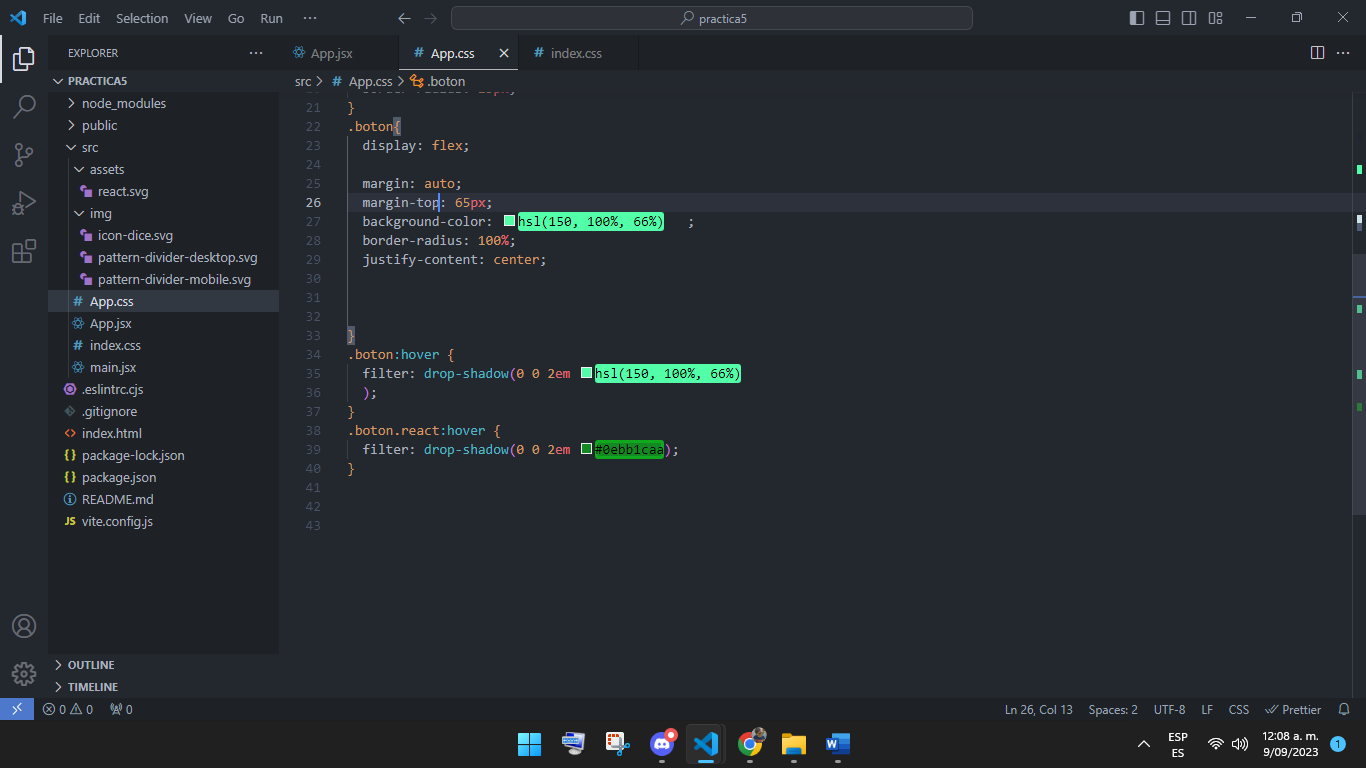 File Edit Selection View Go Run ···
practica5
EXPLORER ···
App.jsx
# App.css
# index.css
PRACTICA5
src > # App.css > .boton
node_modules
public
src
assets
react.svg
img
icon-dice.svg
pattern-divider-desktop.svg
pattern-divider-mobile.svg
# App.css
App.jsx
# index.css
main.jsx
.eslintrc.cjs
.gitignore
<> index.html
{} package-lock.json
{} package.json
README.md
JS vite.config.js
21 }
22 .boton{
23 display: flex;
24
25 margin: auto;
26 margin-top: 65px;
27 background-color: hsl(150, 100%, 66%) ;
28 border-radius: 100%;
29 justify-content: center;
30
31
32
33 }
34 .boton:hover {
35 filter: drop-shadow(0 0 2em hsl(150, 100%, 66%)
36 );
37 }
38 .boton.react:hover {
39 filter: drop-shadow(0 0 2em #0ebb1caa);
40 }
41
42
43
OUTLINE
TIMELINE
0 0 0
Ln 26, Col 13 Spaces: 2 UTF-8 LF CSS Prettier
ESP
ES
12:08 a. m.
9/09/2023
1